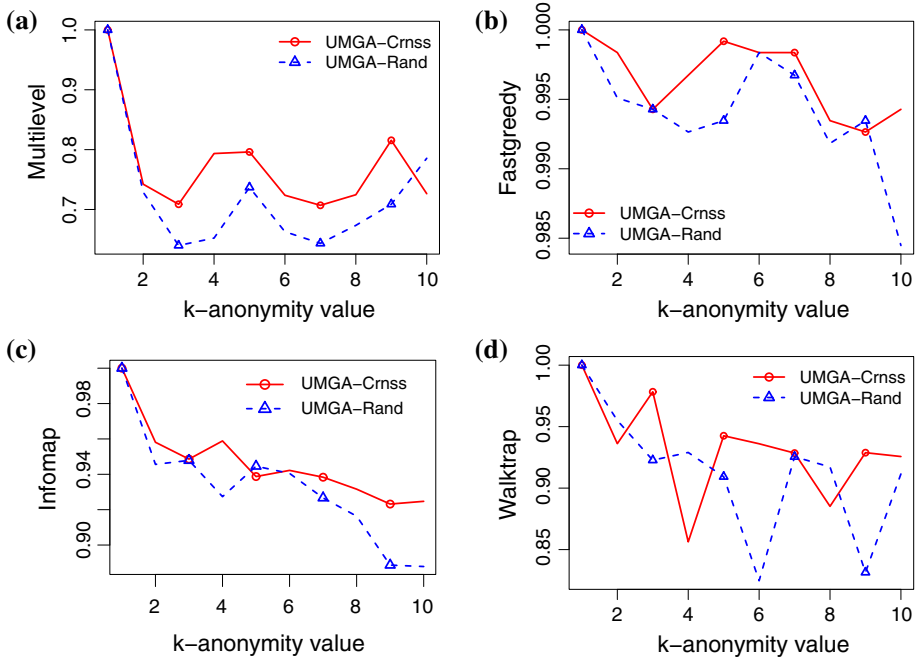 (a)
Multilevel
1.0
0.9
0.8
0.7
UMGA-Crnss
UMGA-Rand
2 4 6 8 10
k-anonymity value
(b)
Fastgreedy
1.000
0.995
0.990
0.985
UMGA-Crnss
UMGA-Rand
2 4 6 8 10
k-anonymity value
(c)
Infomap
0.98
0.94
0.90
UMGA-Crnss
UMGA-Rand
2 4 6 8 10
k-anonymity value
(d)
Walktrap
1.00
0.95
0.90
0.85
UMGA-Crnss
UMGA-Rand
2 4 6 8 10
k-anonymity value